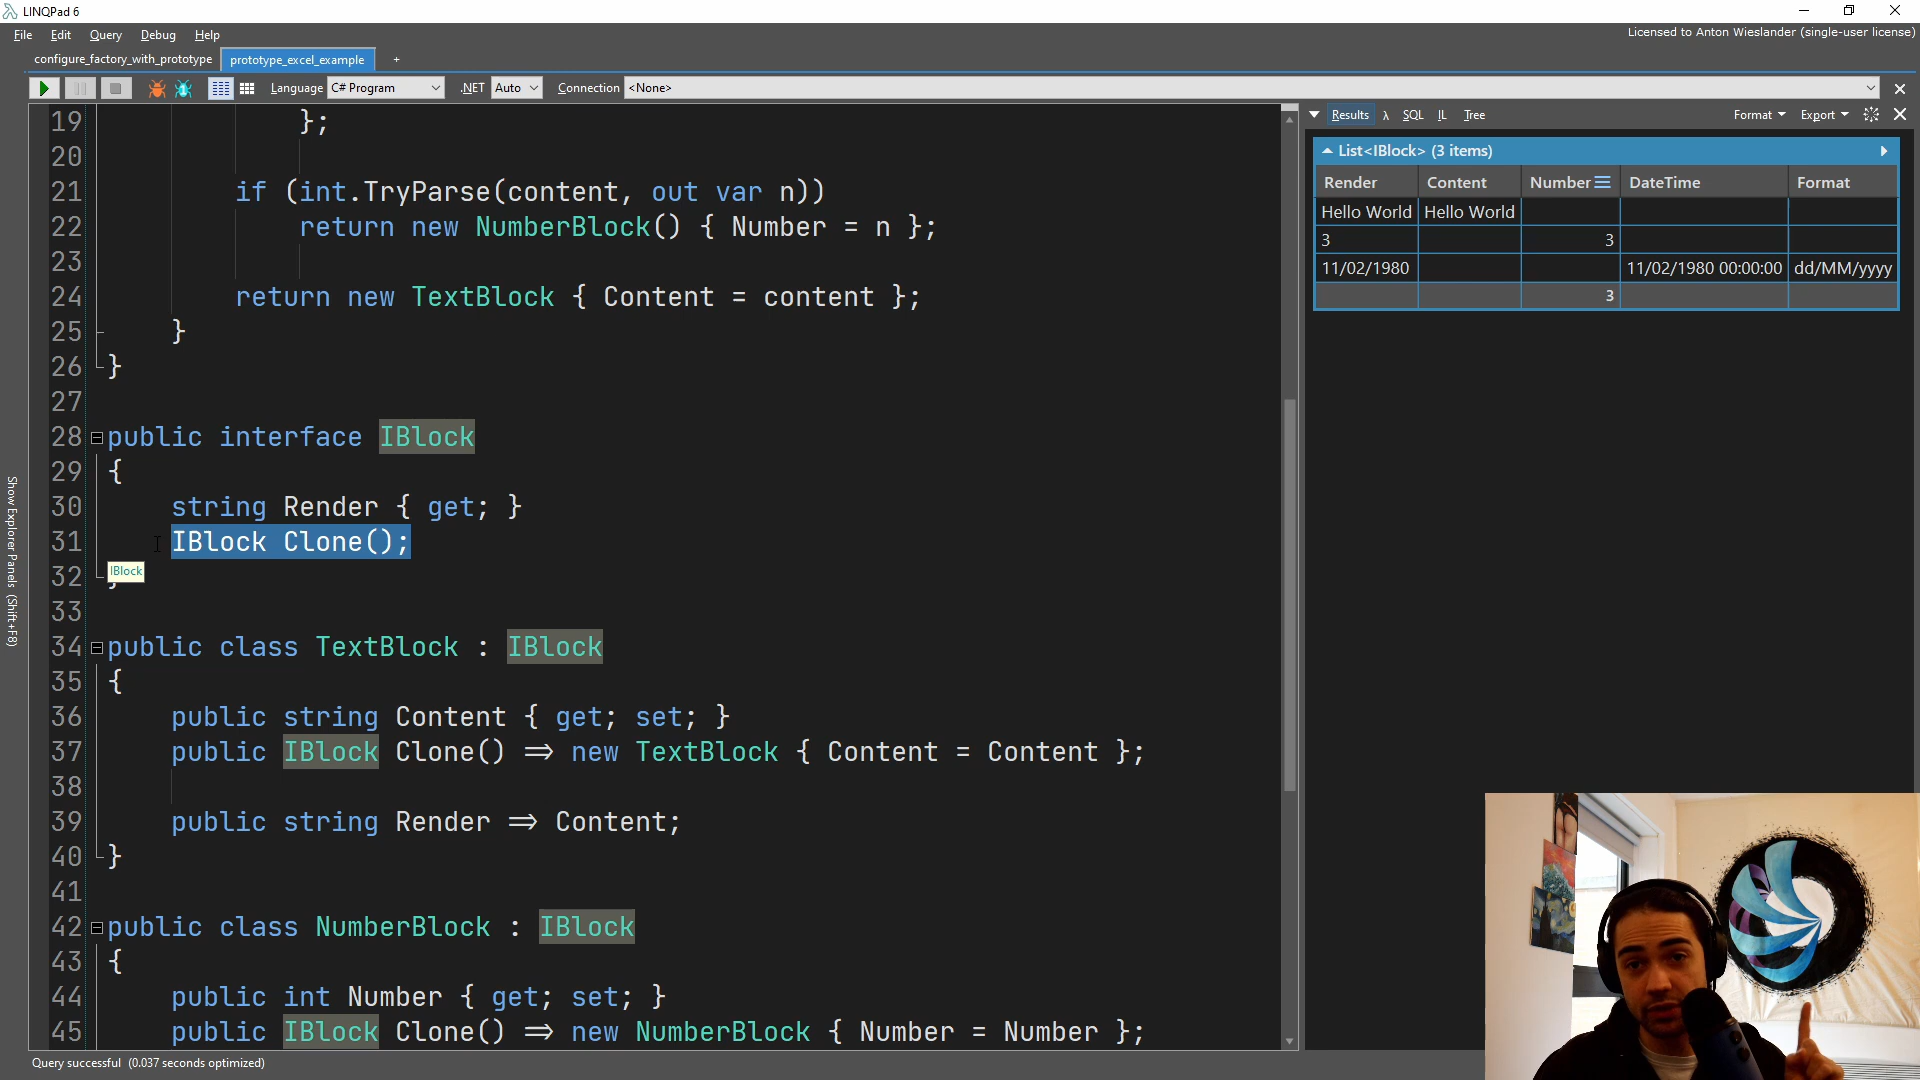 LINQPad 6
File Edit Query Debug Help
Licensed to Anton Wieslander (single-user license)
configure_factory_with_prototype prototype_excel_example +
Language C# Program .NET Auto Connection <None>
19 };
20
21 if (int.TryParse(content, out var n))
22 return new NumberBlock() { Number = n };
23
24 return new TextBlock { Content = content };
25 }
26 }
27
28 public interface IBlock
29 {
30 string Render { get; }
31 IBlock Clone();
32 }
IBlock
33
34 public class TextBlock : IBlock
35 {
36 public string Content { get; set; }
37 public IBlock Clone() => new TextBlock { Content = Content };
38
39 public string Render => Content;
40 }
41
42 public class NumberBlock : IBlock
43 {
44 public int Number { get; set; }
45 public IBlock Clone() => new NumberBlock { Number = Number };
Show Explorer Panels (Shift+F8)
Results λ SQL IL Tree Format Export
List<IBlock> (3 items)
Render Content Number DateTime Format
Hello World Hello World
3 3
11/02/1980 11/02/1980 00:00:00 dd/MM/yyyy
3
Query successful (0.037 seconds optimized)